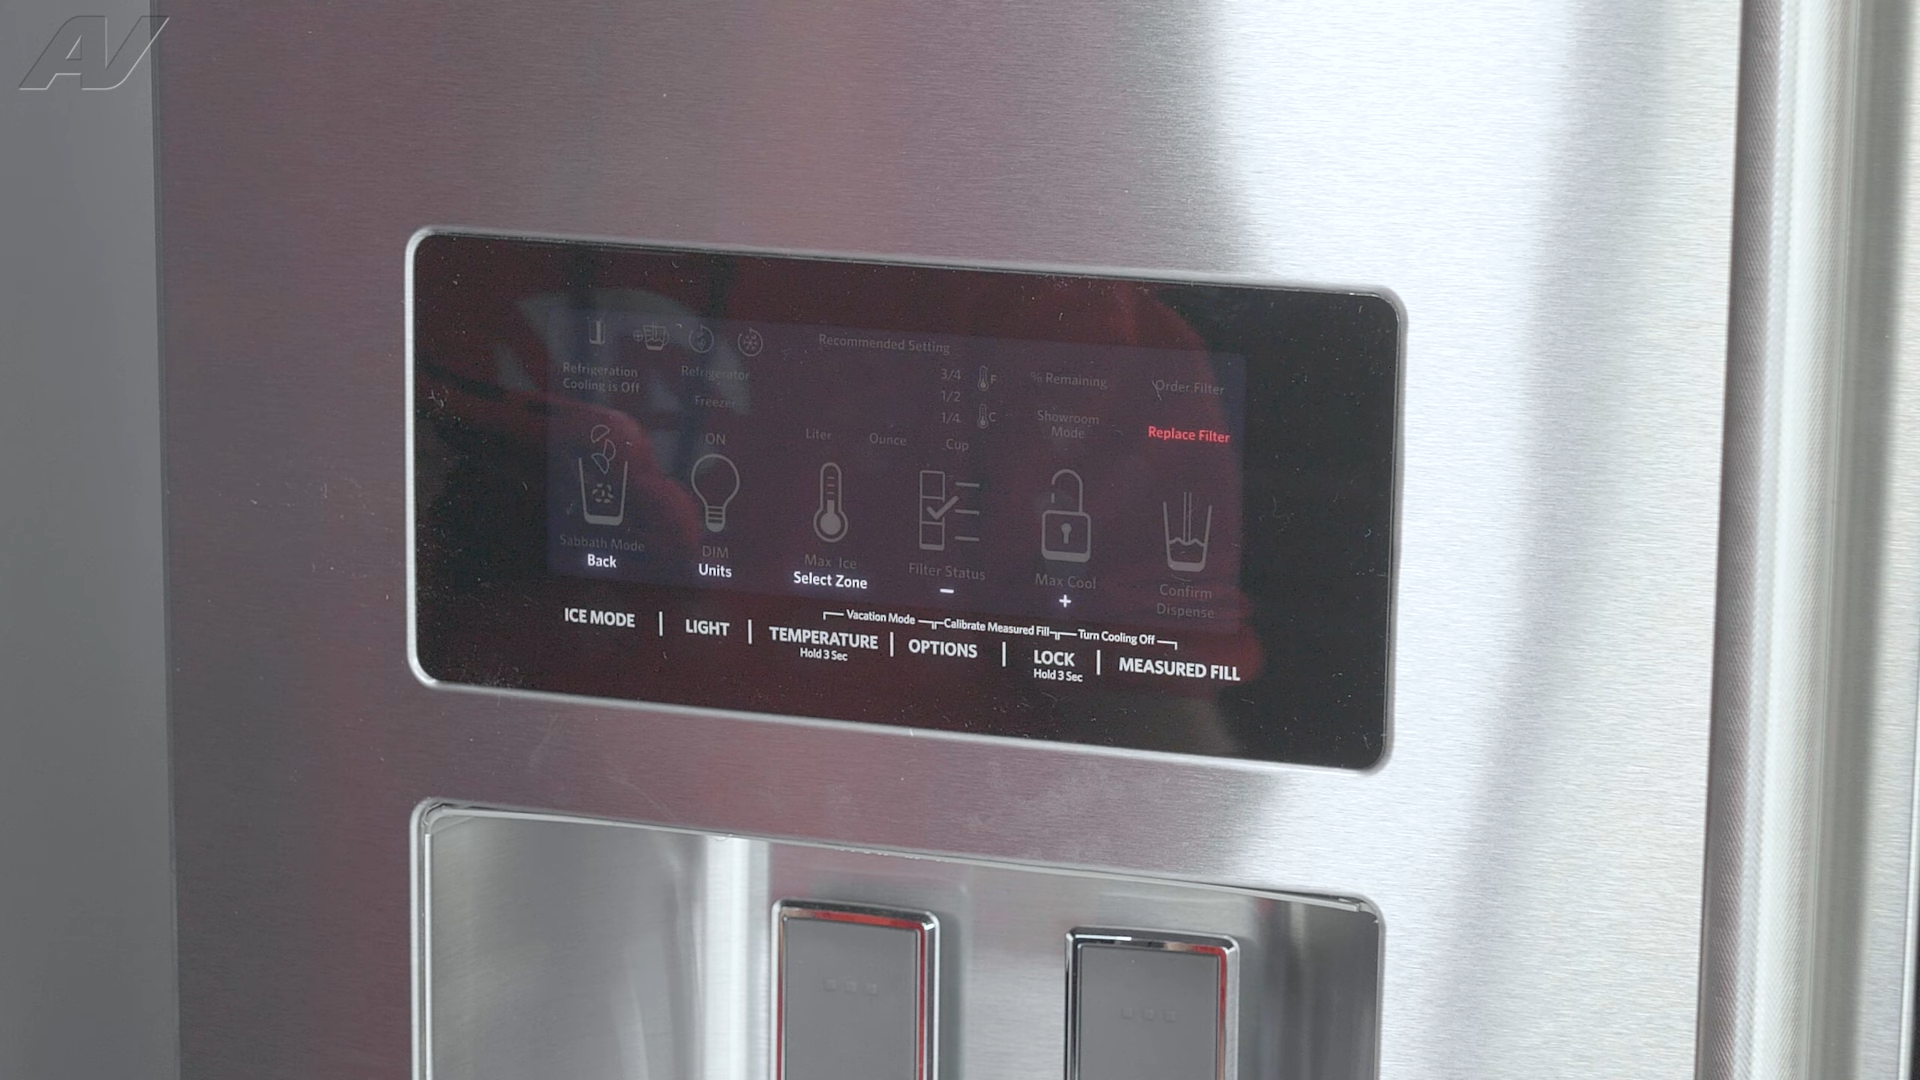 AV
Recommended Setting
Refrigeration
Cooling is Off
Refrigerator
Freezer
3/4
F
1/2
1/4
C
% Remaining
Showroom
Mode
Order Filter
Replace Filter
ON
Liter
Ounce
Cup
Sabbath Mode
DIM
Max Ice
Filter Status
Max Cool
Confirm
Dispense
Back
Units
Select Zone
–
+
Vacation Mode
Calibrate Measured Fill
Turn Cooling Off
ICE MODE | LIGHT | TEMPERATURE | OPTIONS | LOCK | MEASURED FILL
Hold 3 Sec
Hold 3 Sec